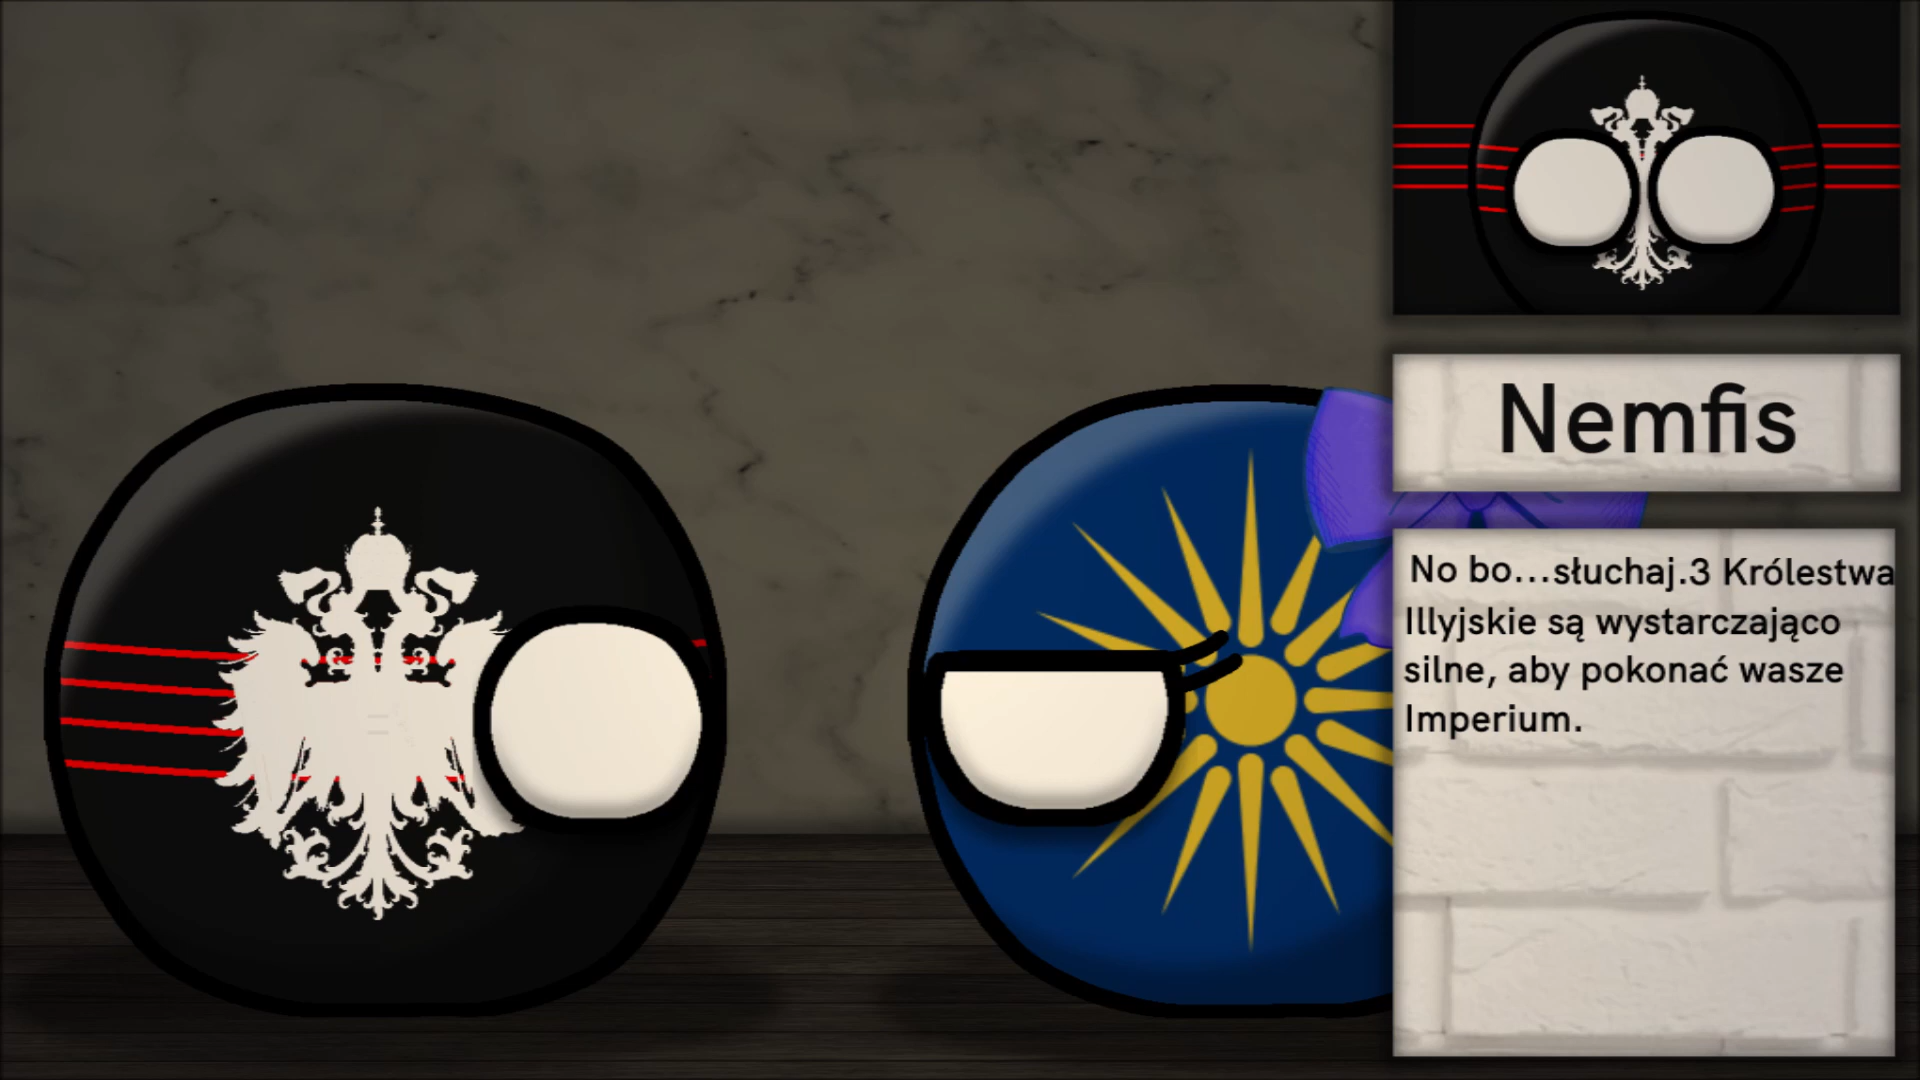 Nemfis
No bo...słuchaj.3 Królestwa
Illyjskie są wystarczająco
silne, aby pokonać wasze
Imperium.